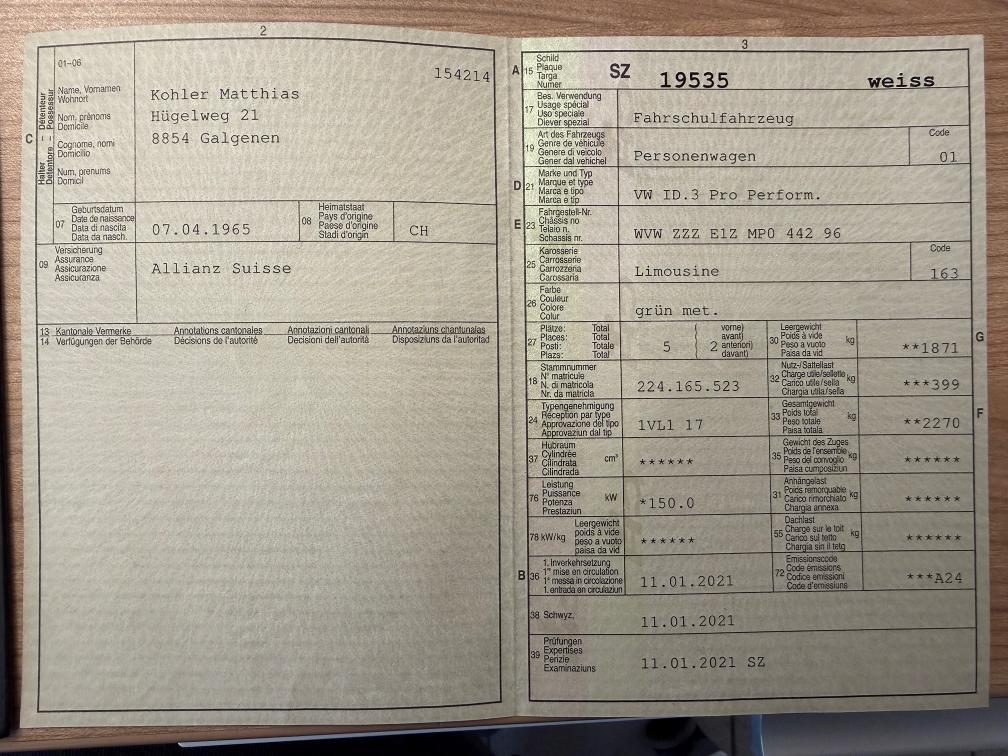 2
01–06
154214
C
Halter Détenteur
Detentore Possessur
Name, Vornamen
Wohnort
Nom, prénoms
Domicile
Cognome, nomi
Domicilio
Num, prenums
Domicil
Kohler Matthias
Hügelweg 21
8854 Galgenen
07 Geburtsdatum
Date de naissance
Data di nascita
Data da nasch.
07.04.1965
08 Heimatstaat
Pays d'origine
Paese d'origine
Stadi d'origin
CH
09 Versicherung
Assurance
Assicurazione
Assicuranza
Allianz Suisse
13 Kantonale Vermerke Annotations cantonales Annotazioni cantonali Annotaziuns chantunalas
14 Verfügungen der Behörde Décisions de l'autorité Decisioni dell'autorità Disposiziuns da l'autoritad
3
A 15 Schild
Plaque
Targa
Numer
SZ 19535 weiss
17 Bes. Verwendung
Usage spécial
Uso speciale
Diever spezial
Fahrschulfahrzeug
19 Art des Fahrzeugs
Genre de véhicule
Genere di veicolo
Gener dal vehichel
Personenwagen
Code
01
D 21 Marke und Typ
Marque et type
Marca e tipo
Marca e tip
VW ID.3 Pro Perform.
E 23 Fahrgestell-Nr.
Châssis no
Telaio n.
Schassis nr.
WVW ZZZ E1Z MP0 442 96
25 Karosserie
Carrosserie
Carrozzeria
Carossaria
Limousine
Code
163
26 Farbe
Couleur
Colore
Colur
grün met.
27 Plätze: Total
Places: Total
Posti: Totale
Plazs: Total
5
( vorne)
avant)
2 anteriori)
( davant)
30 Leergewicht
Poids à vide
Peso a vuoto
Paisa da vid
kg
**1871
G
18 Stammnummer
N° matricule
N. di matricola
Nr. da matricla
224.165.523
32 Nutz-/Sattellast
Charge utile/sellette
Carico utile/sella
Chargia utila/sella
kg
***399
24 Typengenehmigung
Réception par type
Approvazione del tipo
Approvaziun dal tip
1VL1 17
33 Gesamtgewicht
Poids total
Peso totale
Paisa totala
kg
**2270
F
37 Hubraum
Cylindrée
Cilindrata
Cilindrada
cm³
******
35 Gewicht des Zuges
Poids de l'ensemble
Peso del convoglio
Paisa cumposiziun
kg
******
76 Leistung
Puissance
Potenza
Prestaziun
kW
*150.0
31 Anhängelast
Poids remorquable
Carico rimorchiato
Chargia annexa
kg
******
78 kW/kg
Leergewicht
poids à vide
peso a vuoto
paisa da vid
******
55 Dachlast
Charge sur le toit
Carico sul tetto
Chargia sin il tetg
kg
******
B 36 1. Inverkehrsetzung
1re mise en circulation
1a messa in circolazione
1. entrada en circulaziun
11.01.2021
72 Emissionscode
Code émissions
Codice emissioni
Code d'emissiuns
***A24
38 Schwyz,
11.01.2021
39 Prüfungen
Expertises
Perizie
Examinaziuns
11.01.2021 SZ